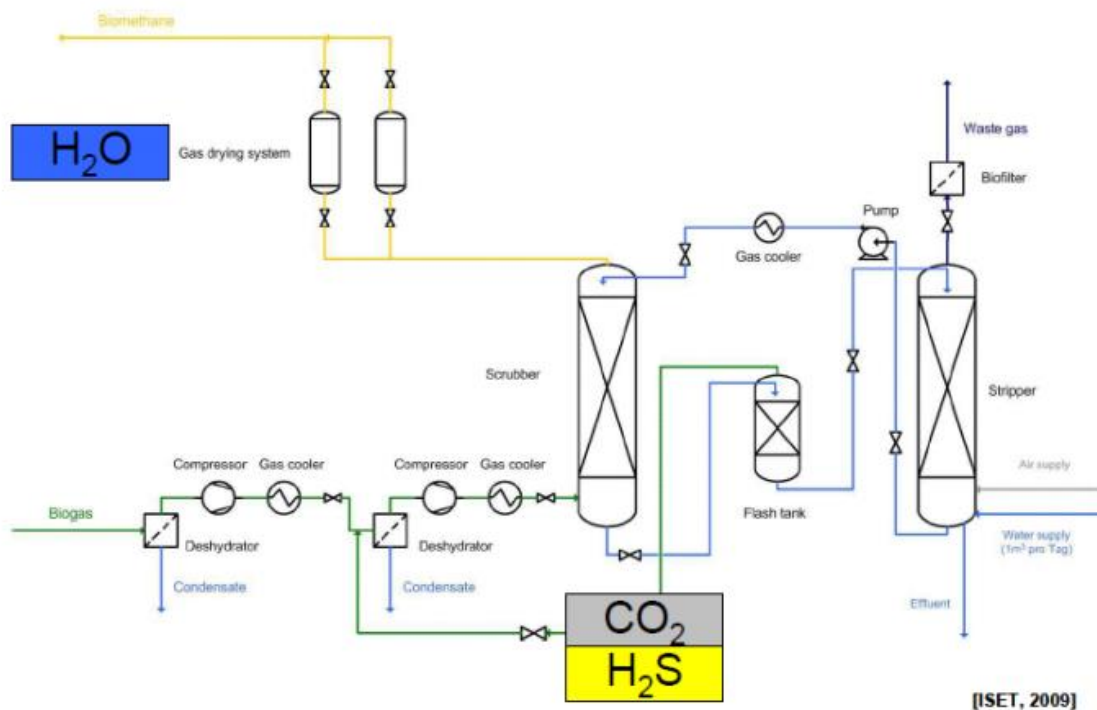 Biomethane
H₂O
Gas drying system
Waste gas
Biofilter
Pump
Gas cooler
Scrubber
Stripper
Compressor
Gas cooler
Compressor
Gas cooler
Air supply
Flash tank
Biogas
Deshydrator
Deshydrator
Water supply
(1m³ pro Tag)
Condensate
Condensate
Effluent
CO₂
H₂S
[ISET, 2009]